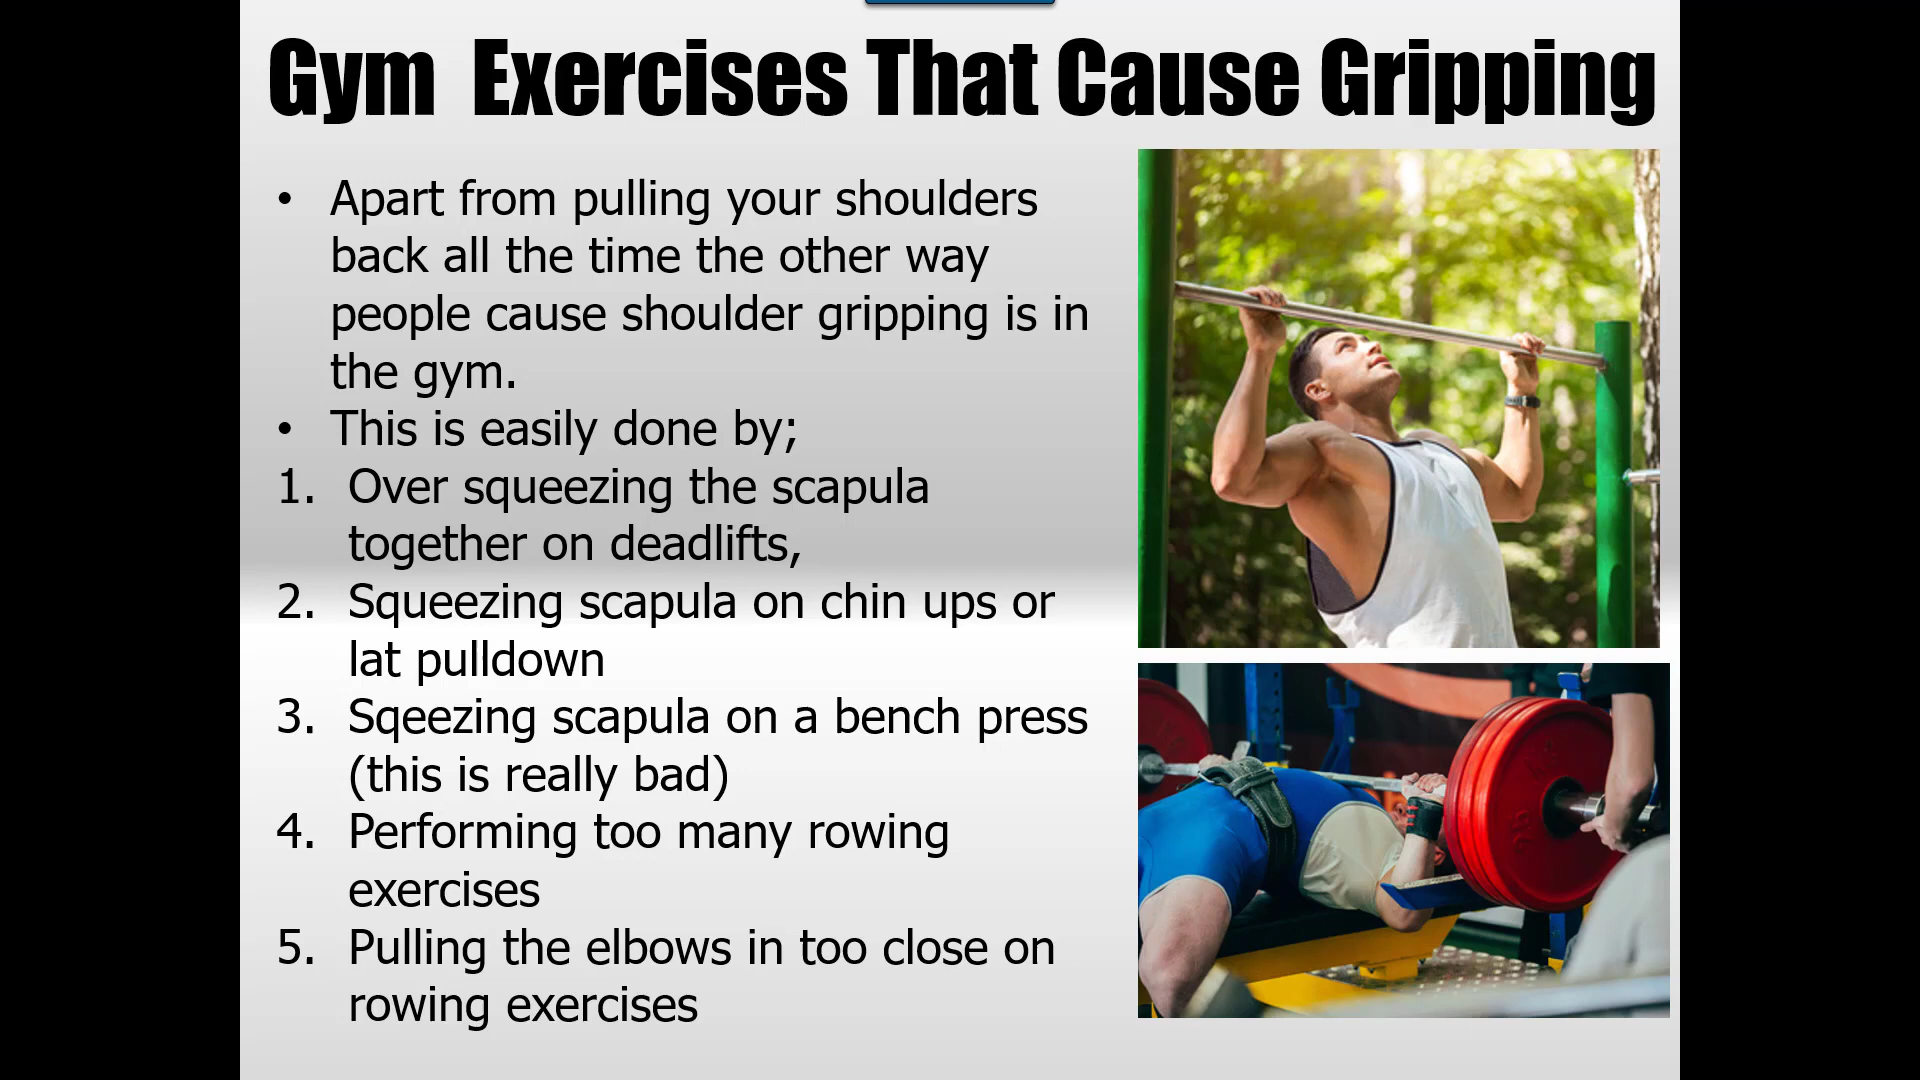 Gym  Exercises That Cause Gripping
• Apart from pulling your shoulders
back all the time the other way
people cause shoulder gripping is in
the gym.
• This is easily done by;
1. Over squeezing the scapula
together on deadlifts,
2. Squeezing scapula on chin ups or
lat pulldown
3. Sqeezing scapula on a bench press
(this is really bad)
4. Performing too many rowing
exercises
5. Pulling the elbows in too close on
rowing exercises